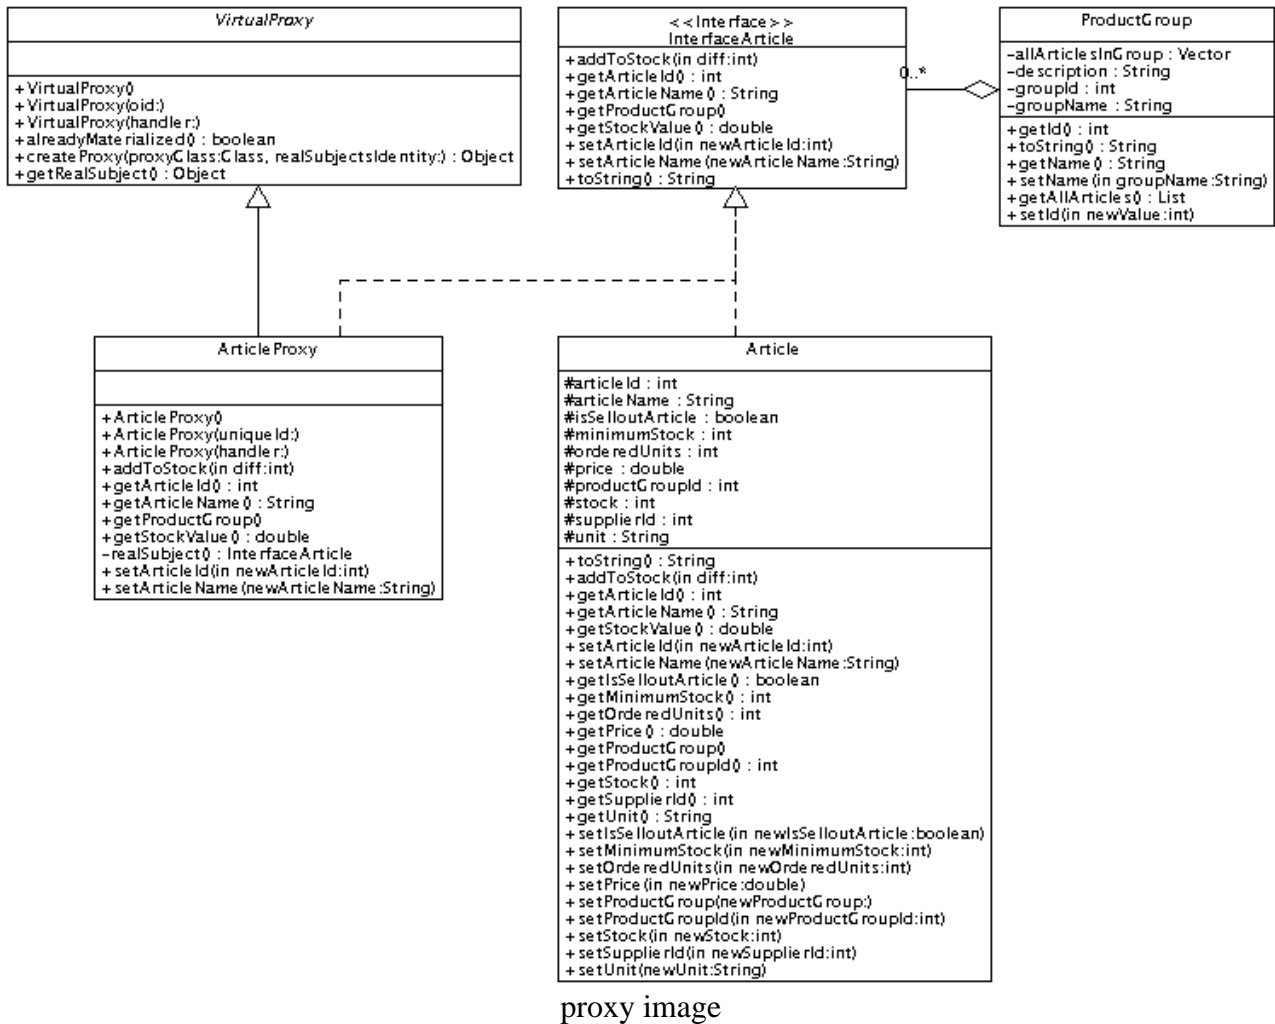 VirtualProxy
+VirtualProxy()
+VirtualProxy(oid:)
+VirtualProxy(handler:)
+alreadyMaterialized() : boolean
+createProxy(proxyClass:Class, realSubjectsIdentity:) : Object
+getRealSubject() : Object
<<Interface>>
InterfaceArticle
+addToStock(in diff:int)
+getArticleId() : int
+getArticleName() : String
+getProductGroup()
+getStockValue() : double
+setArticleId(in newArticleId:int)
+setArticleName(newArticleName:String)
+toString() : String
0..*
ProductGroup
-allArticlesInGroup : Vector
-description : String
-groupId : int
-groupName : String
+getId() : int
+toString() : String
+getName() : String
+setName(in groupName:String)
+getAllArticles() : List
+setId(in newValue:int)
ArticleProxy
+ArticleProxy()
+ArticleProxy(uniqueId:)
+ArticleProxy(handler:)
+addToStock(in diff:int)
+getArticleId() : int
+getArticleName() : String
+getProductGroup()
+getStockValue() : double
-realSubject() : InterfaceArticle
+setArticleId(in newArticleId:int)
+setArticleName(newArticleName:String)
Article
#articleId : int
#articleName : String
#isSelloutArticle : boolean
#minimumStock : int
#orderedUnits : int
#price : double
#productGroupId : int
#stock : int
#supplierId : int
#unit : String
+toString() : String
+addToStock(in diff:int)
+getArticleId() : int
+getArticleName() : String
+getStockValue() : double
+setArticleId(in newArticleId:int)
+setArticleName(newArticleName:String)
+getIsSelloutArticle() : boolean
+getMinimumStock() : int
+getOrderedUnits() : int
+getPrice() : double
+getProductGroup()
+getProductGroupId() : int
+getStock() : int
+getSupplierId() : int
+getUnit() : String
+setIsSelloutArticle(in newIsSelloutArticle:boolean)
+setMinimumStock(in newMinimumStock:int)
+setOrderedUnits(in newOrderedUnits:int)
+setPrice(in newPrice:double)
+setProductGroup(newProductGroup:)
+setProductGroupId(in newProductGroupId:int)
+setStock(in newStock:int)
+setSupplierId(in newSupplierId:int)
+setUnit(newUnit:String)
proxy image